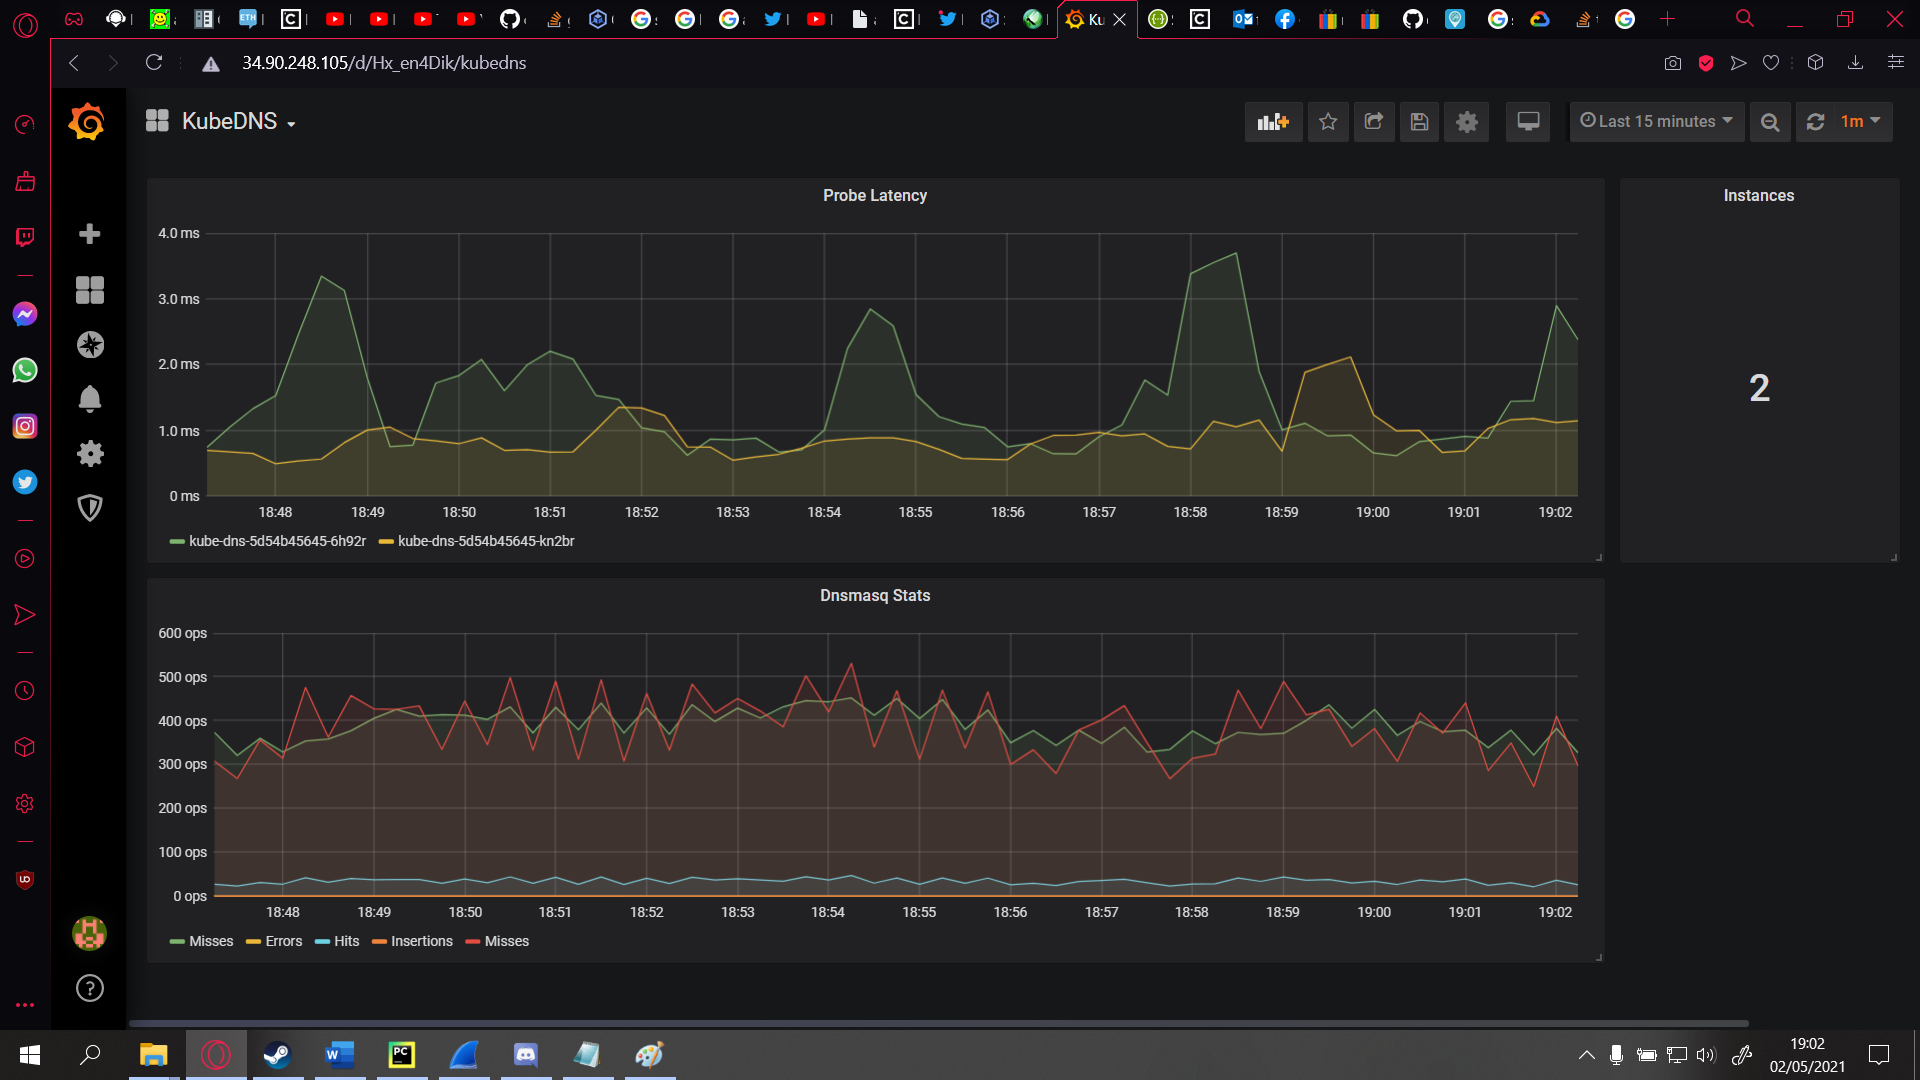 Ku
34.90.248.105/d/Hx_en4Dik/kubedns
KubeDNS
Last 15 minutes
1m
Probe Latency
4.0 ms
3.0 ms
2.0 ms
1.0 ms
0 ms
18:48 18:49 18:50 18:51 18:52 18:53 18:54 18:55 18:56 18:57 18:58 18:59 19:00 19:01 19:02
kube-dns-5d54b45645-6h92r kube-dns-5d54b45645-kn2br
Instances
2
Dnsmasq Stats
600 ops
500 ops
400 ops
300 ops
200 ops
100 ops
0 ops
18:48 18:49 18:50 18:51 18:52 18:53 18:54 18:55 18:56 18:57 18:58 18:59 19:00 19:01 19:02
Misses Errors Hits Insertions Misses
19:02
02/05/2021